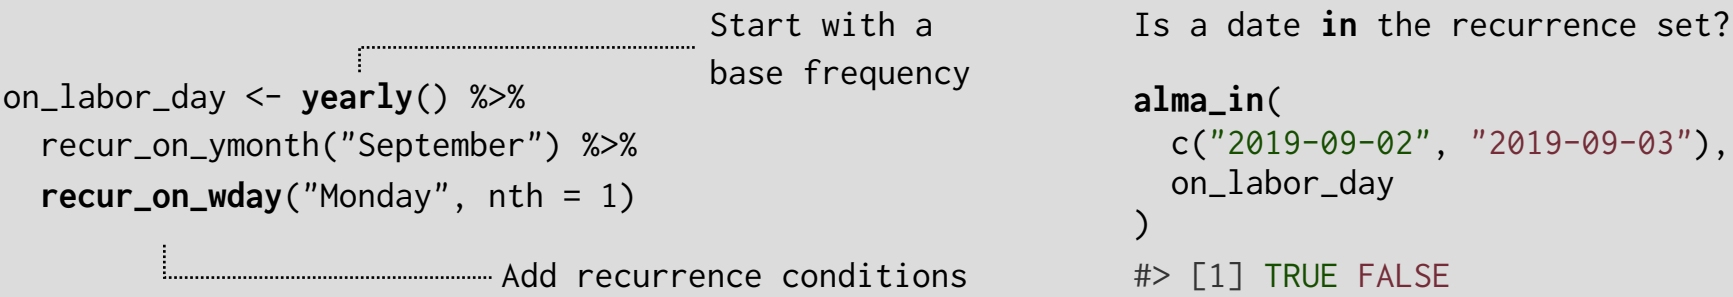 Start with a
base frequency
on_labor_day <- yearly() %>%
recur_on_ymonth("September") %>%
recur_on_wday("Monday", nth = 1)
Add recurrence conditions
Is a date in the recurrence set?
alma_in(
c("2019-09-02", "2019-09-03"),
on_labor_day
)
#> [1] TRUE FALSE